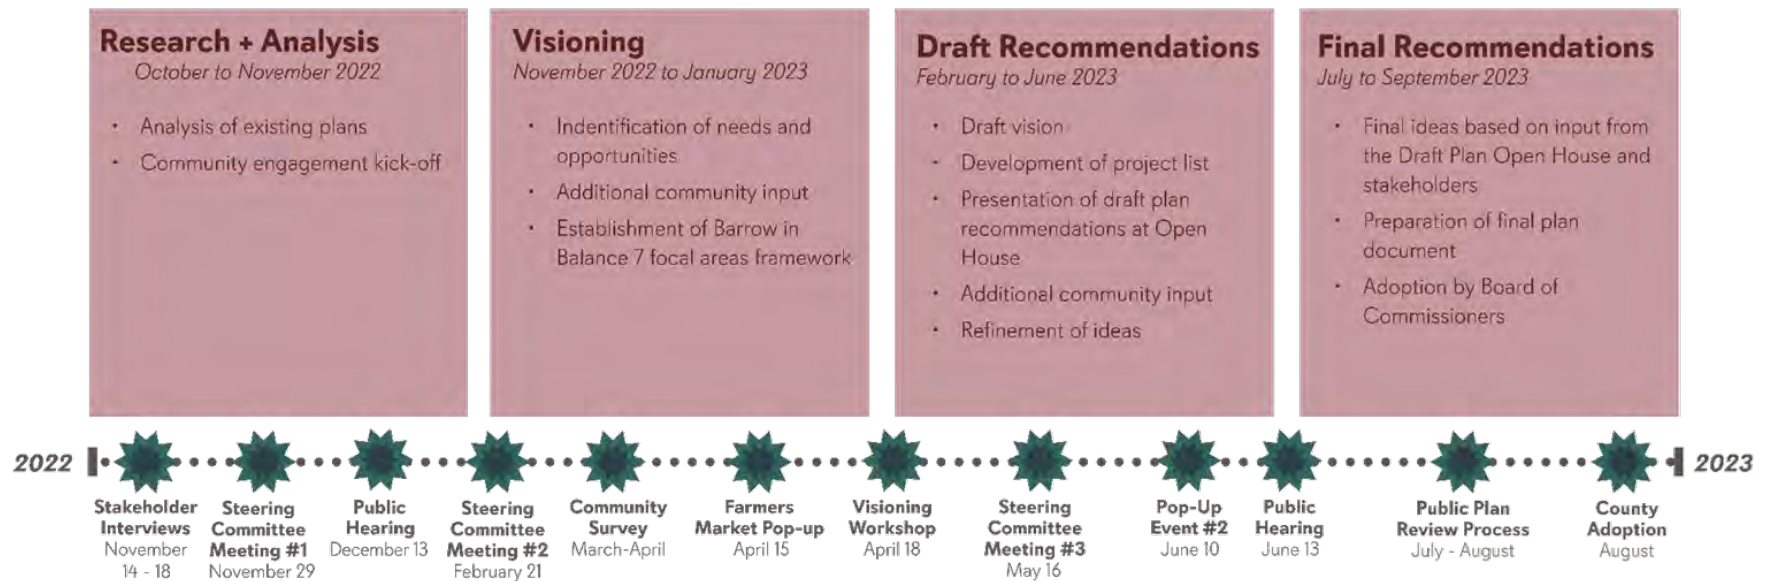 Research + Analysis
October to November 2022
• Analysis of existing plans
• Community engagement kick-off
Visioning
November 2022 to January 2023
• Indentification of needs and
opportunities
• Additional community input
• Establishment of Barrow in
Balance 7 focal areas framework
Draft Recommendations
February to June 2023
• Draft vision
• Development of project list
• Presentation of draft plan
recommendations at Open
House
• Additional community input
• Refinement of ideas
Final Recommendations
July to September 2023
• Final ideas based on input from
the Draft Plan Open House and
stakeholders
• Preparation of final plan
document
• Adoption by Board of
Commissioners
2022
Stakeholder
Interviews
November
14 - 18
Steering
Committee
Meeting #1
November 29
Public
Hearing
December 13
Steering
Committee
Meeting #2
February 21
Community
Survey
March-April
Farmers
Market Pop-up
April 15
Visioning
Workshop
April 18
Steering
Committee
Meeting #3
May 16
Pop-Up
Event #2
June 10
Public
Hearing
June 13
Public Plan
Review Process
July - August
County
Adoption
August
2023